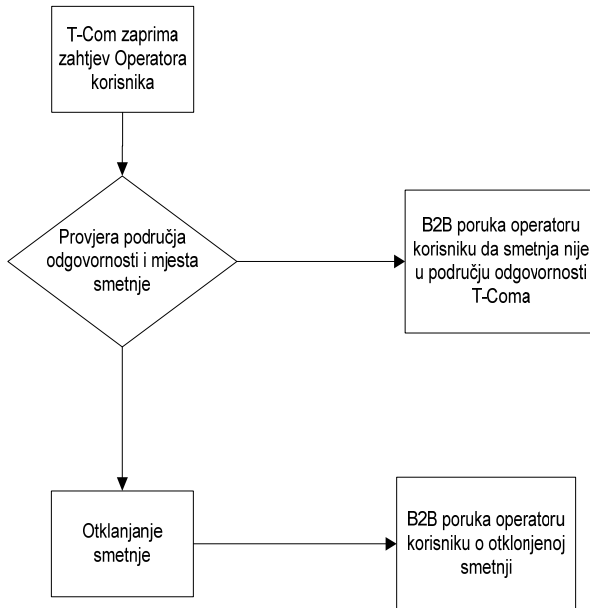 T-Com zaprima
zahtjev Operatora
korisnika
Provjera područja
odgovornosti i mjesta
smetnje
B2B poruka operatoru
korisniku da smetnja nije
u području odgovornosti
T-Coma
Otklanjanje
smetnje
B2B poruka operatoru
korisniku o otklonjenoj
smetnji